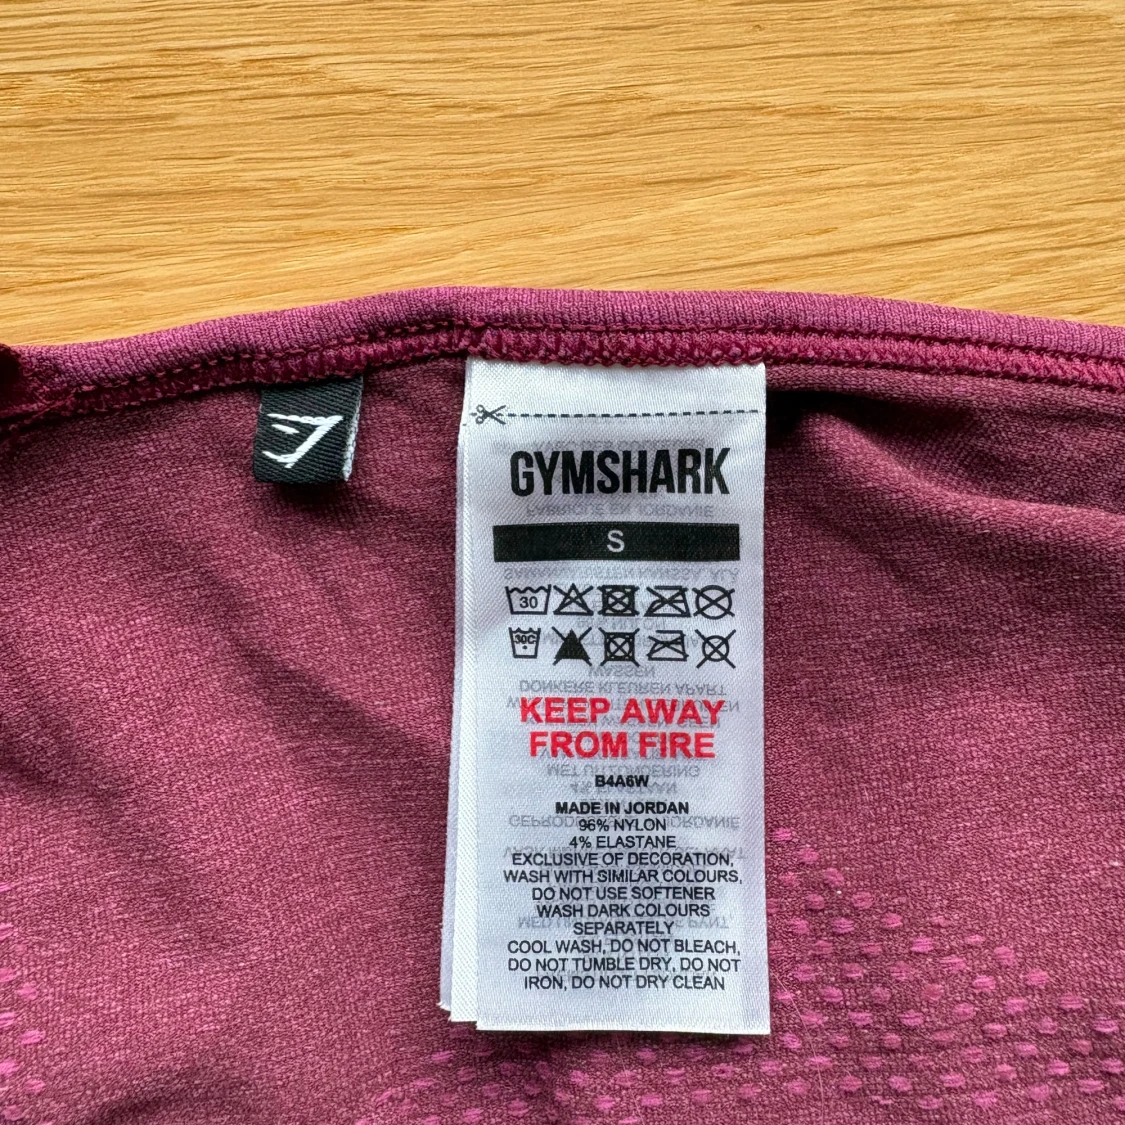 GYMSHARK
S
30
30C
KEEP AWAY
FROM FIRE
B4A6W
MADE IN JORDAN
96% NYLON
4% ELASTANE
EXCLUSIVE OF DECORATION,
WASH WITH SIMILAR COLOURS,
DO NOT USE SOFTENER
WASH DARK COLOURS
SEPARATELY
COOL WASH, DO NOT BLEACH,
DO NOT TUMBLE DRY, DO NOT
IRON, DO NOT DRY CLEAN